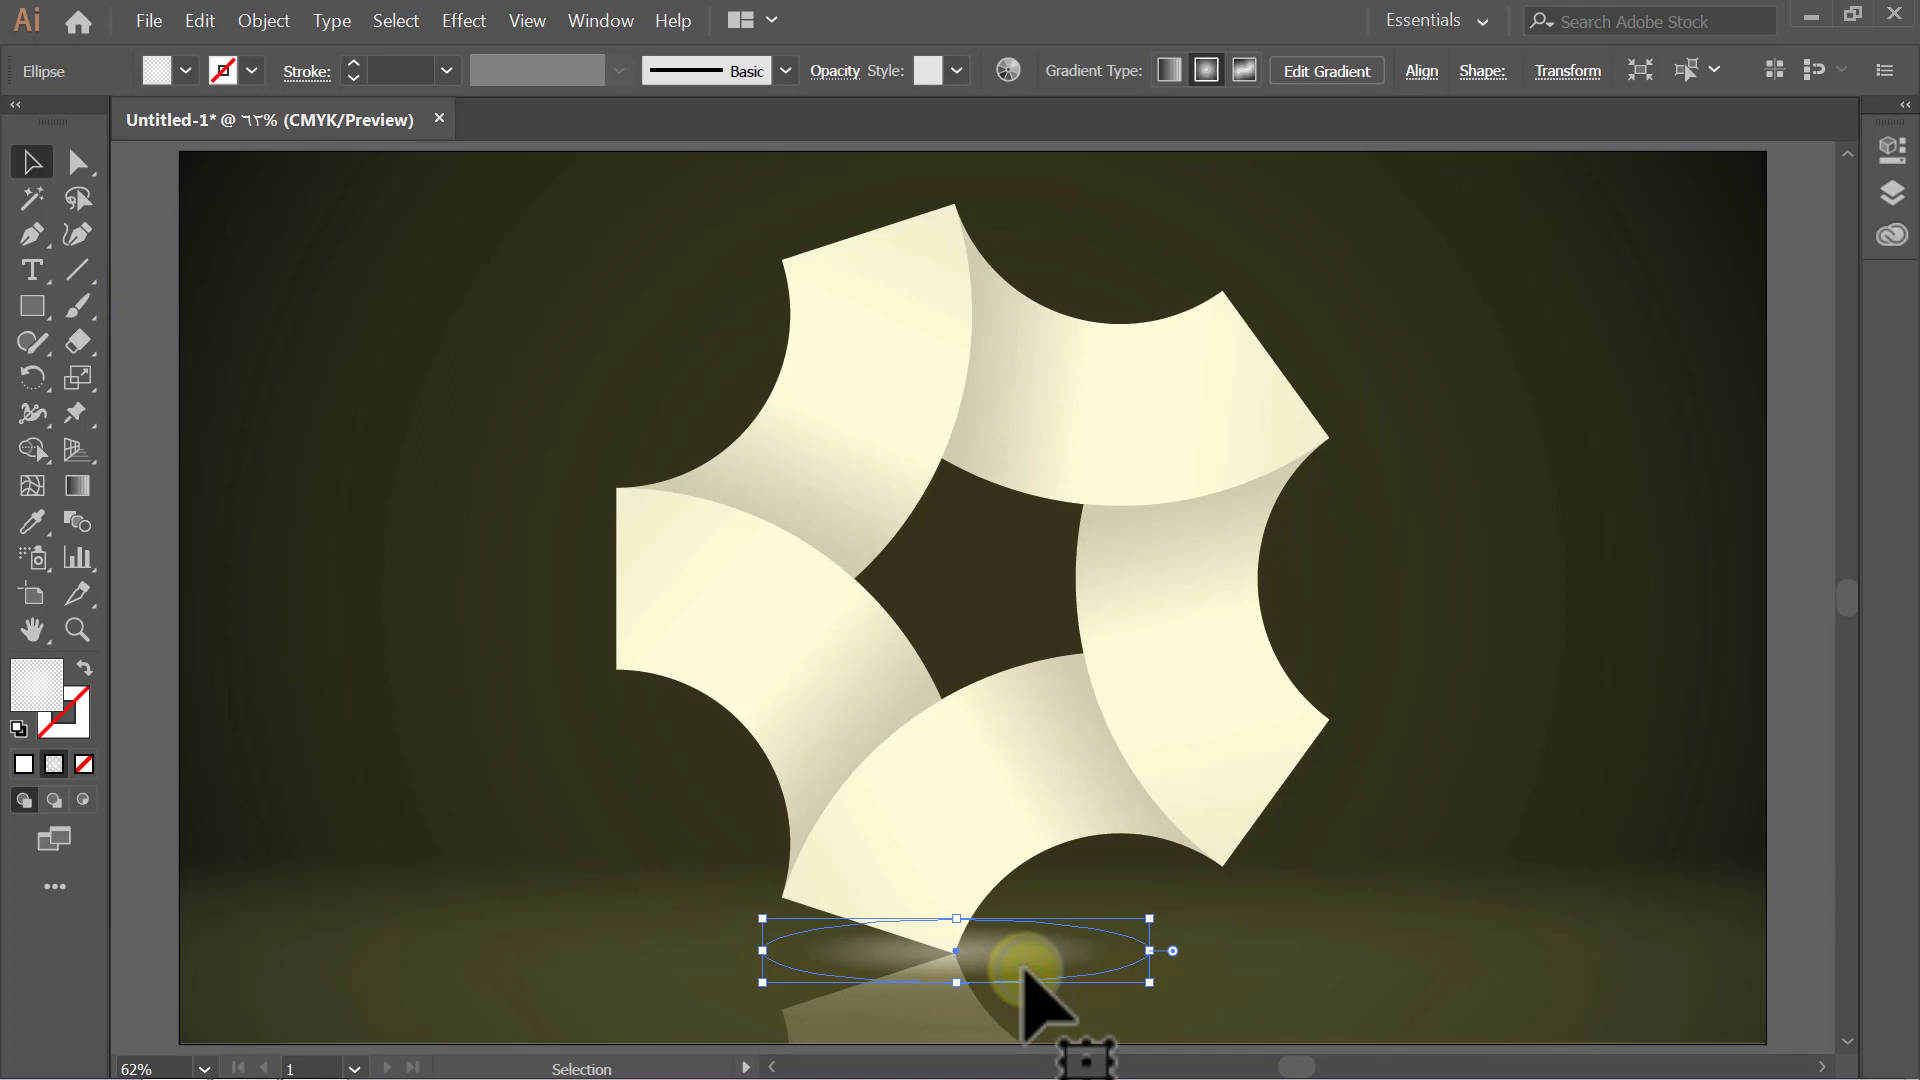 Ai File Edit Object Type Select Effect View Window Help Essentials Search Adobe Stock
Ellipse Stroke: Basic Opacity Style: Gradient Type: Edit Gradient Align Shape: Transform
Untitled-1* @ ٦٢% (CMYK/Preview)
62% 1 Selection